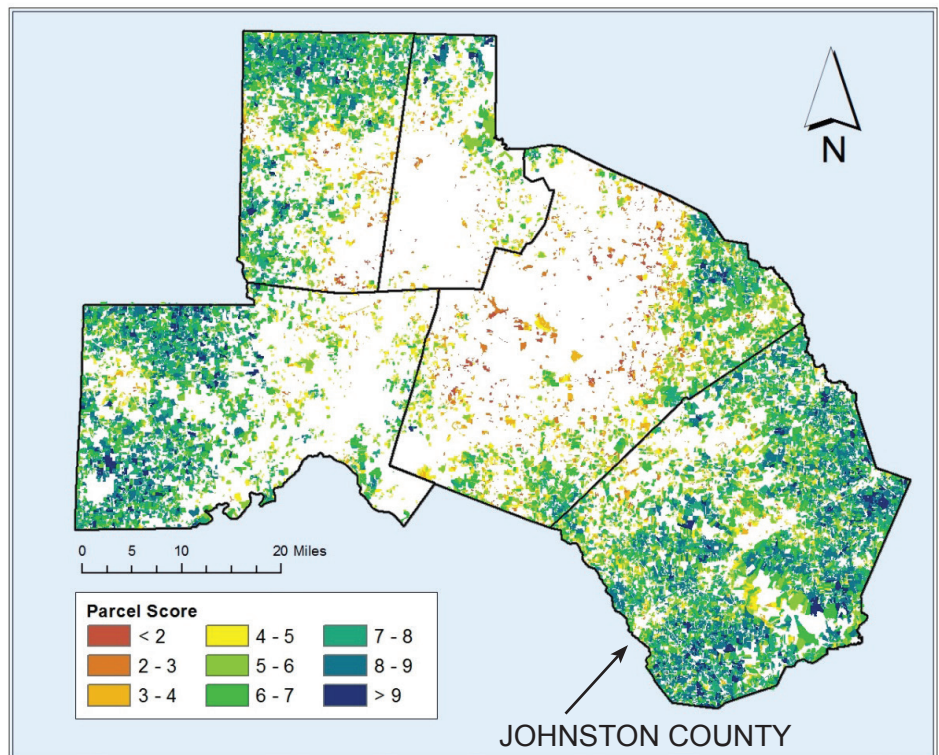 N
0 5 10 20 Miles
Parcel Score
< 2 4 - 5 7 - 8
2 - 3 5 - 6 8 - 9
3 - 4 6 - 7 > 9
JOHNSTON COUNTY